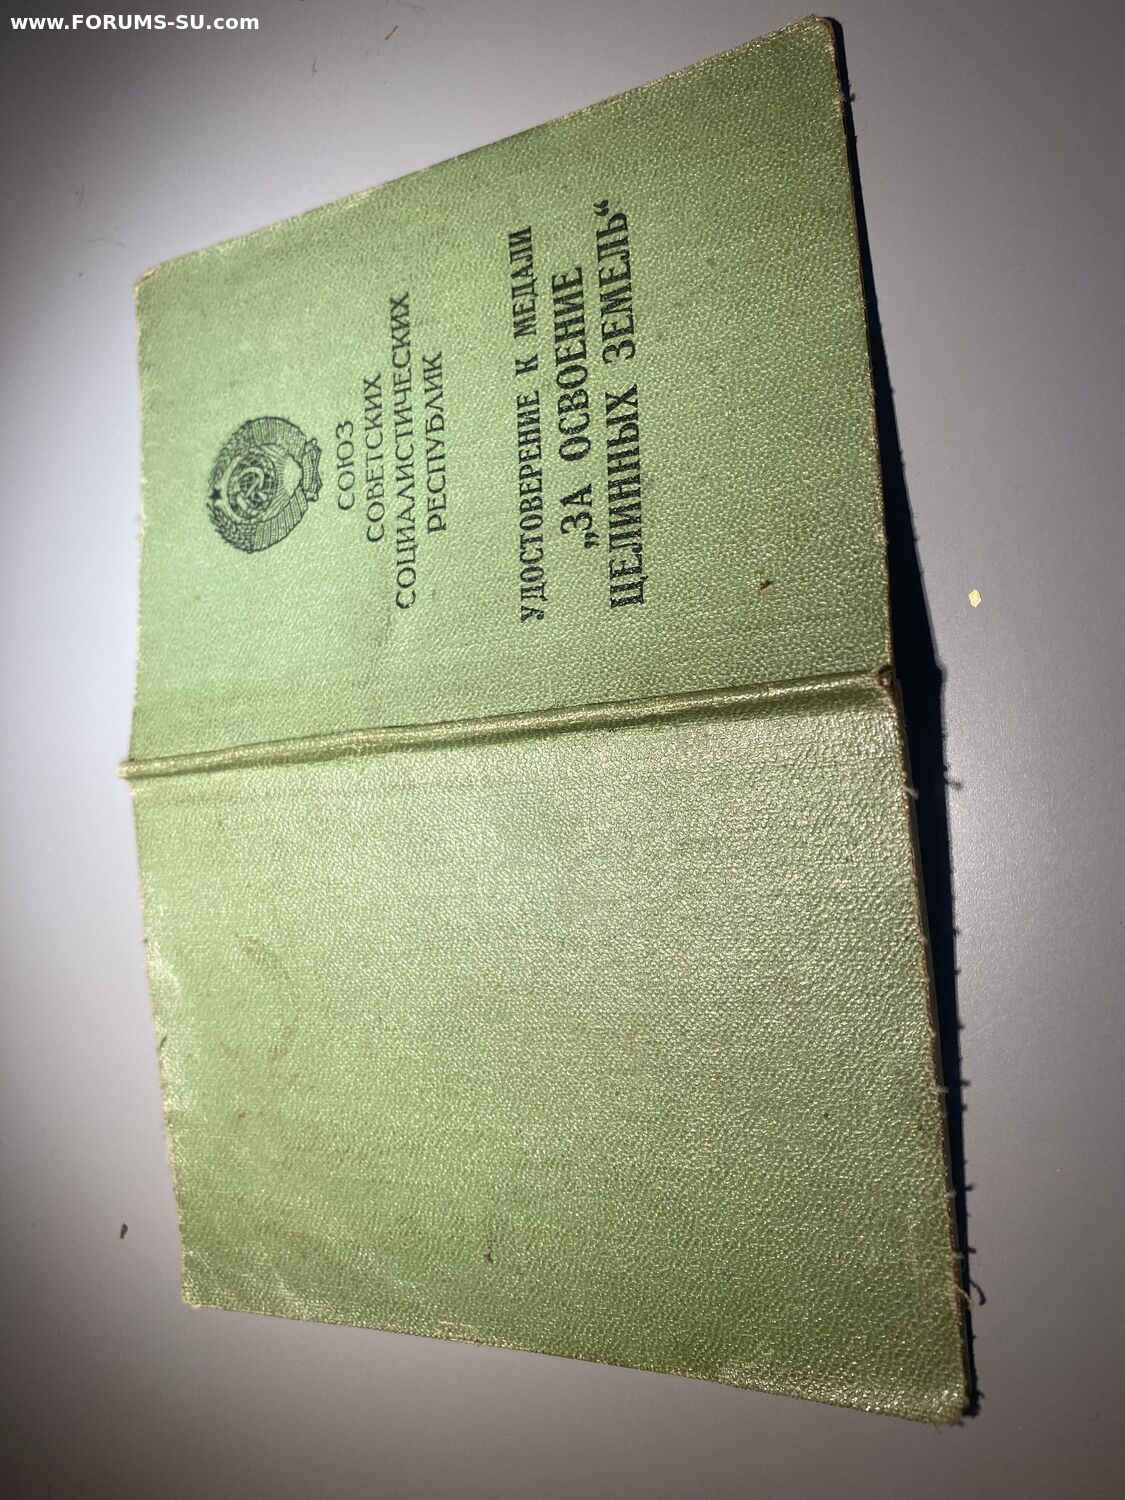 www.FORUMS-SU.com
СОЮЗ
СОВЕТСКИХ
СОЦИАЛИСТИЧЕСКИХ
РЕСПУБЛИК
УДОСТОВЕРЕНИЕ К МЕДАЛИ
„ЗА ОСВОЕНИЕ
ЦЕЛИННЫХ ЗЕМЕЛЬ“